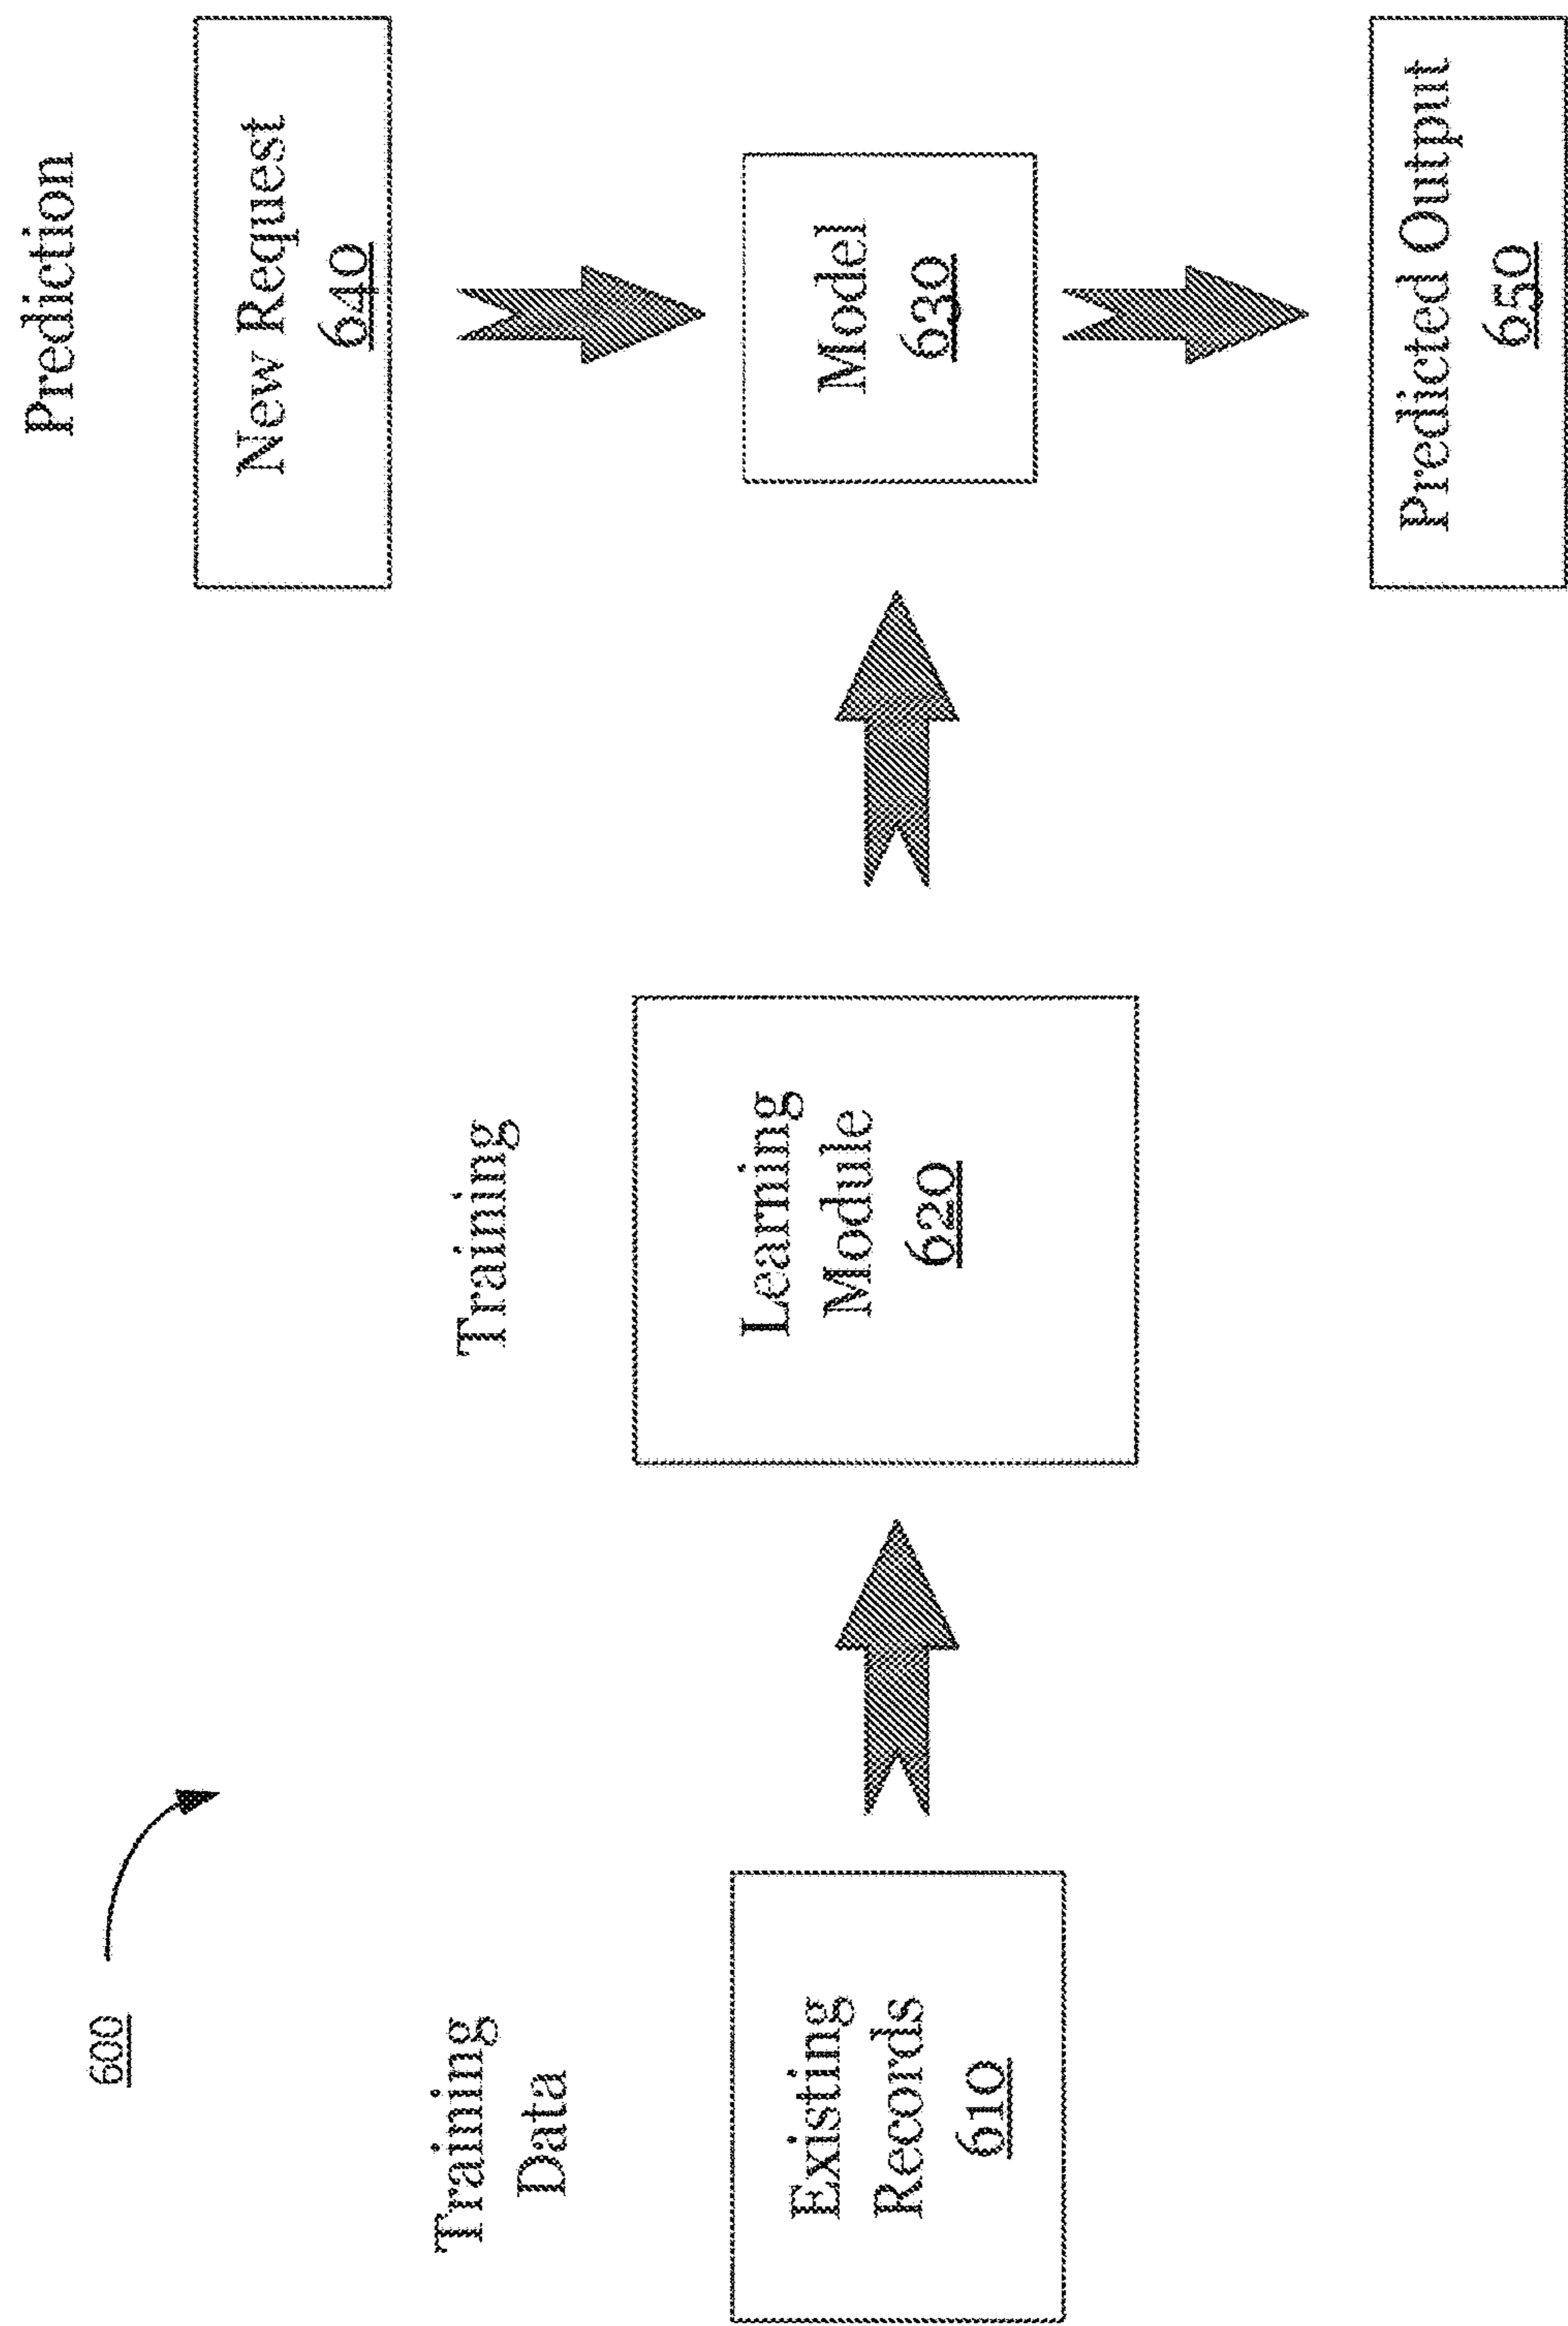 600
Training
Data
Existing
Records
610
Training
Learning
Module
620
Prediction
New Request
640
Model
630
Predicted Output
650